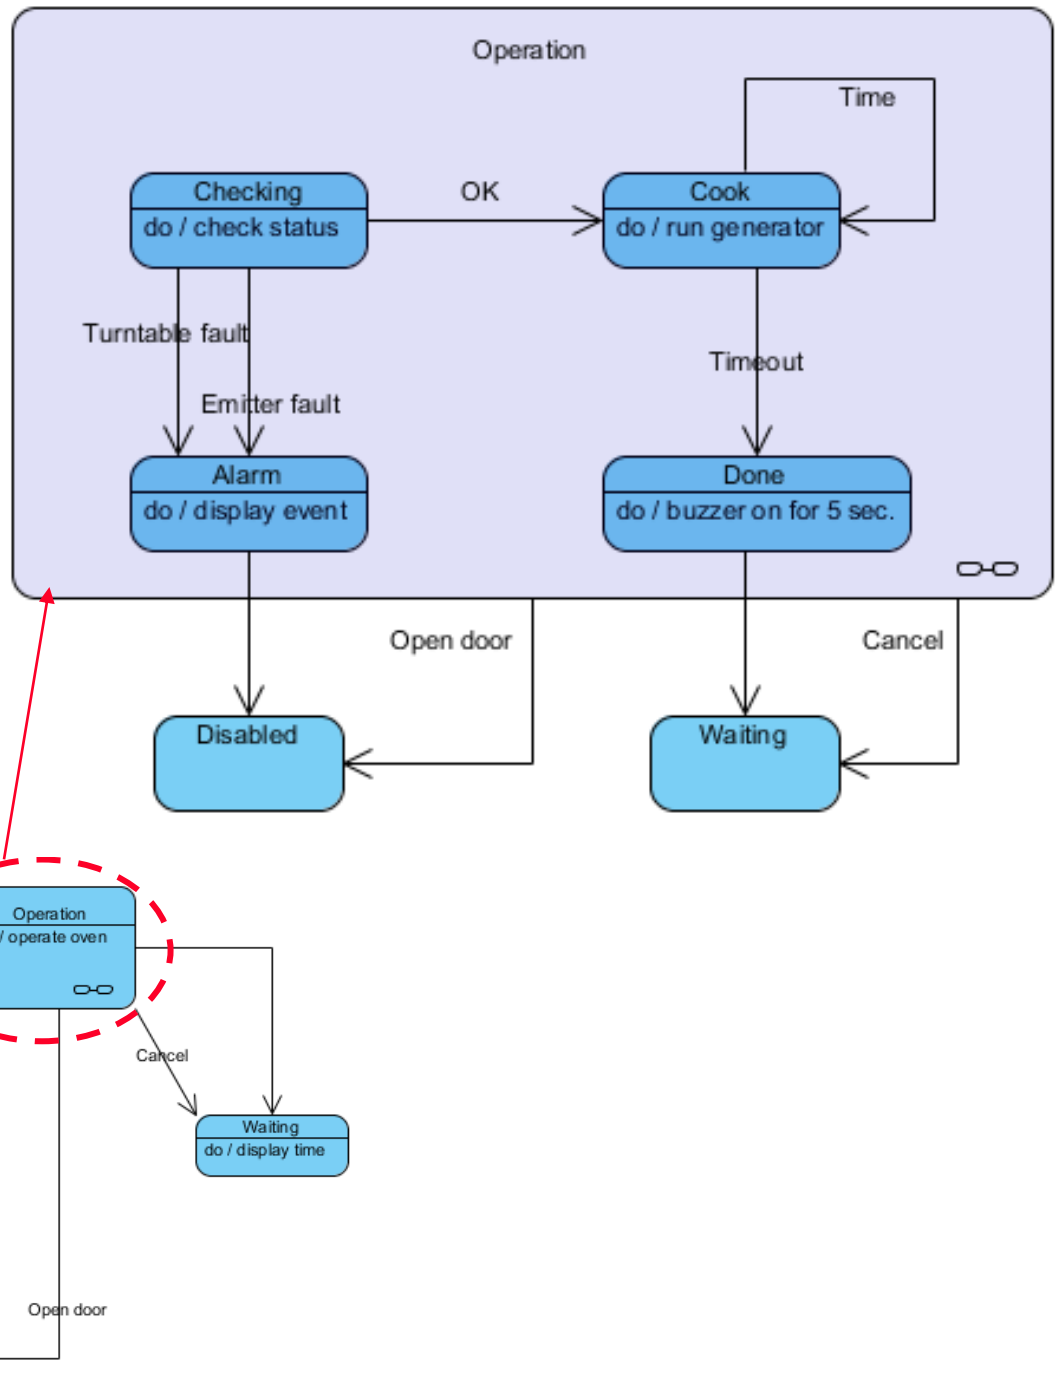 Operation
Time
Checking
do / check status
OK
Cook
do / run generator
Turntable fault
Timeout
Emitter fault
Alarm
do / display event
Done
do / buzzer on for 5 sec.
Open door
Cancel
Disabled
Waiting
Operation
/ operate oven
Cancel
Waiting
do / display time
Open door